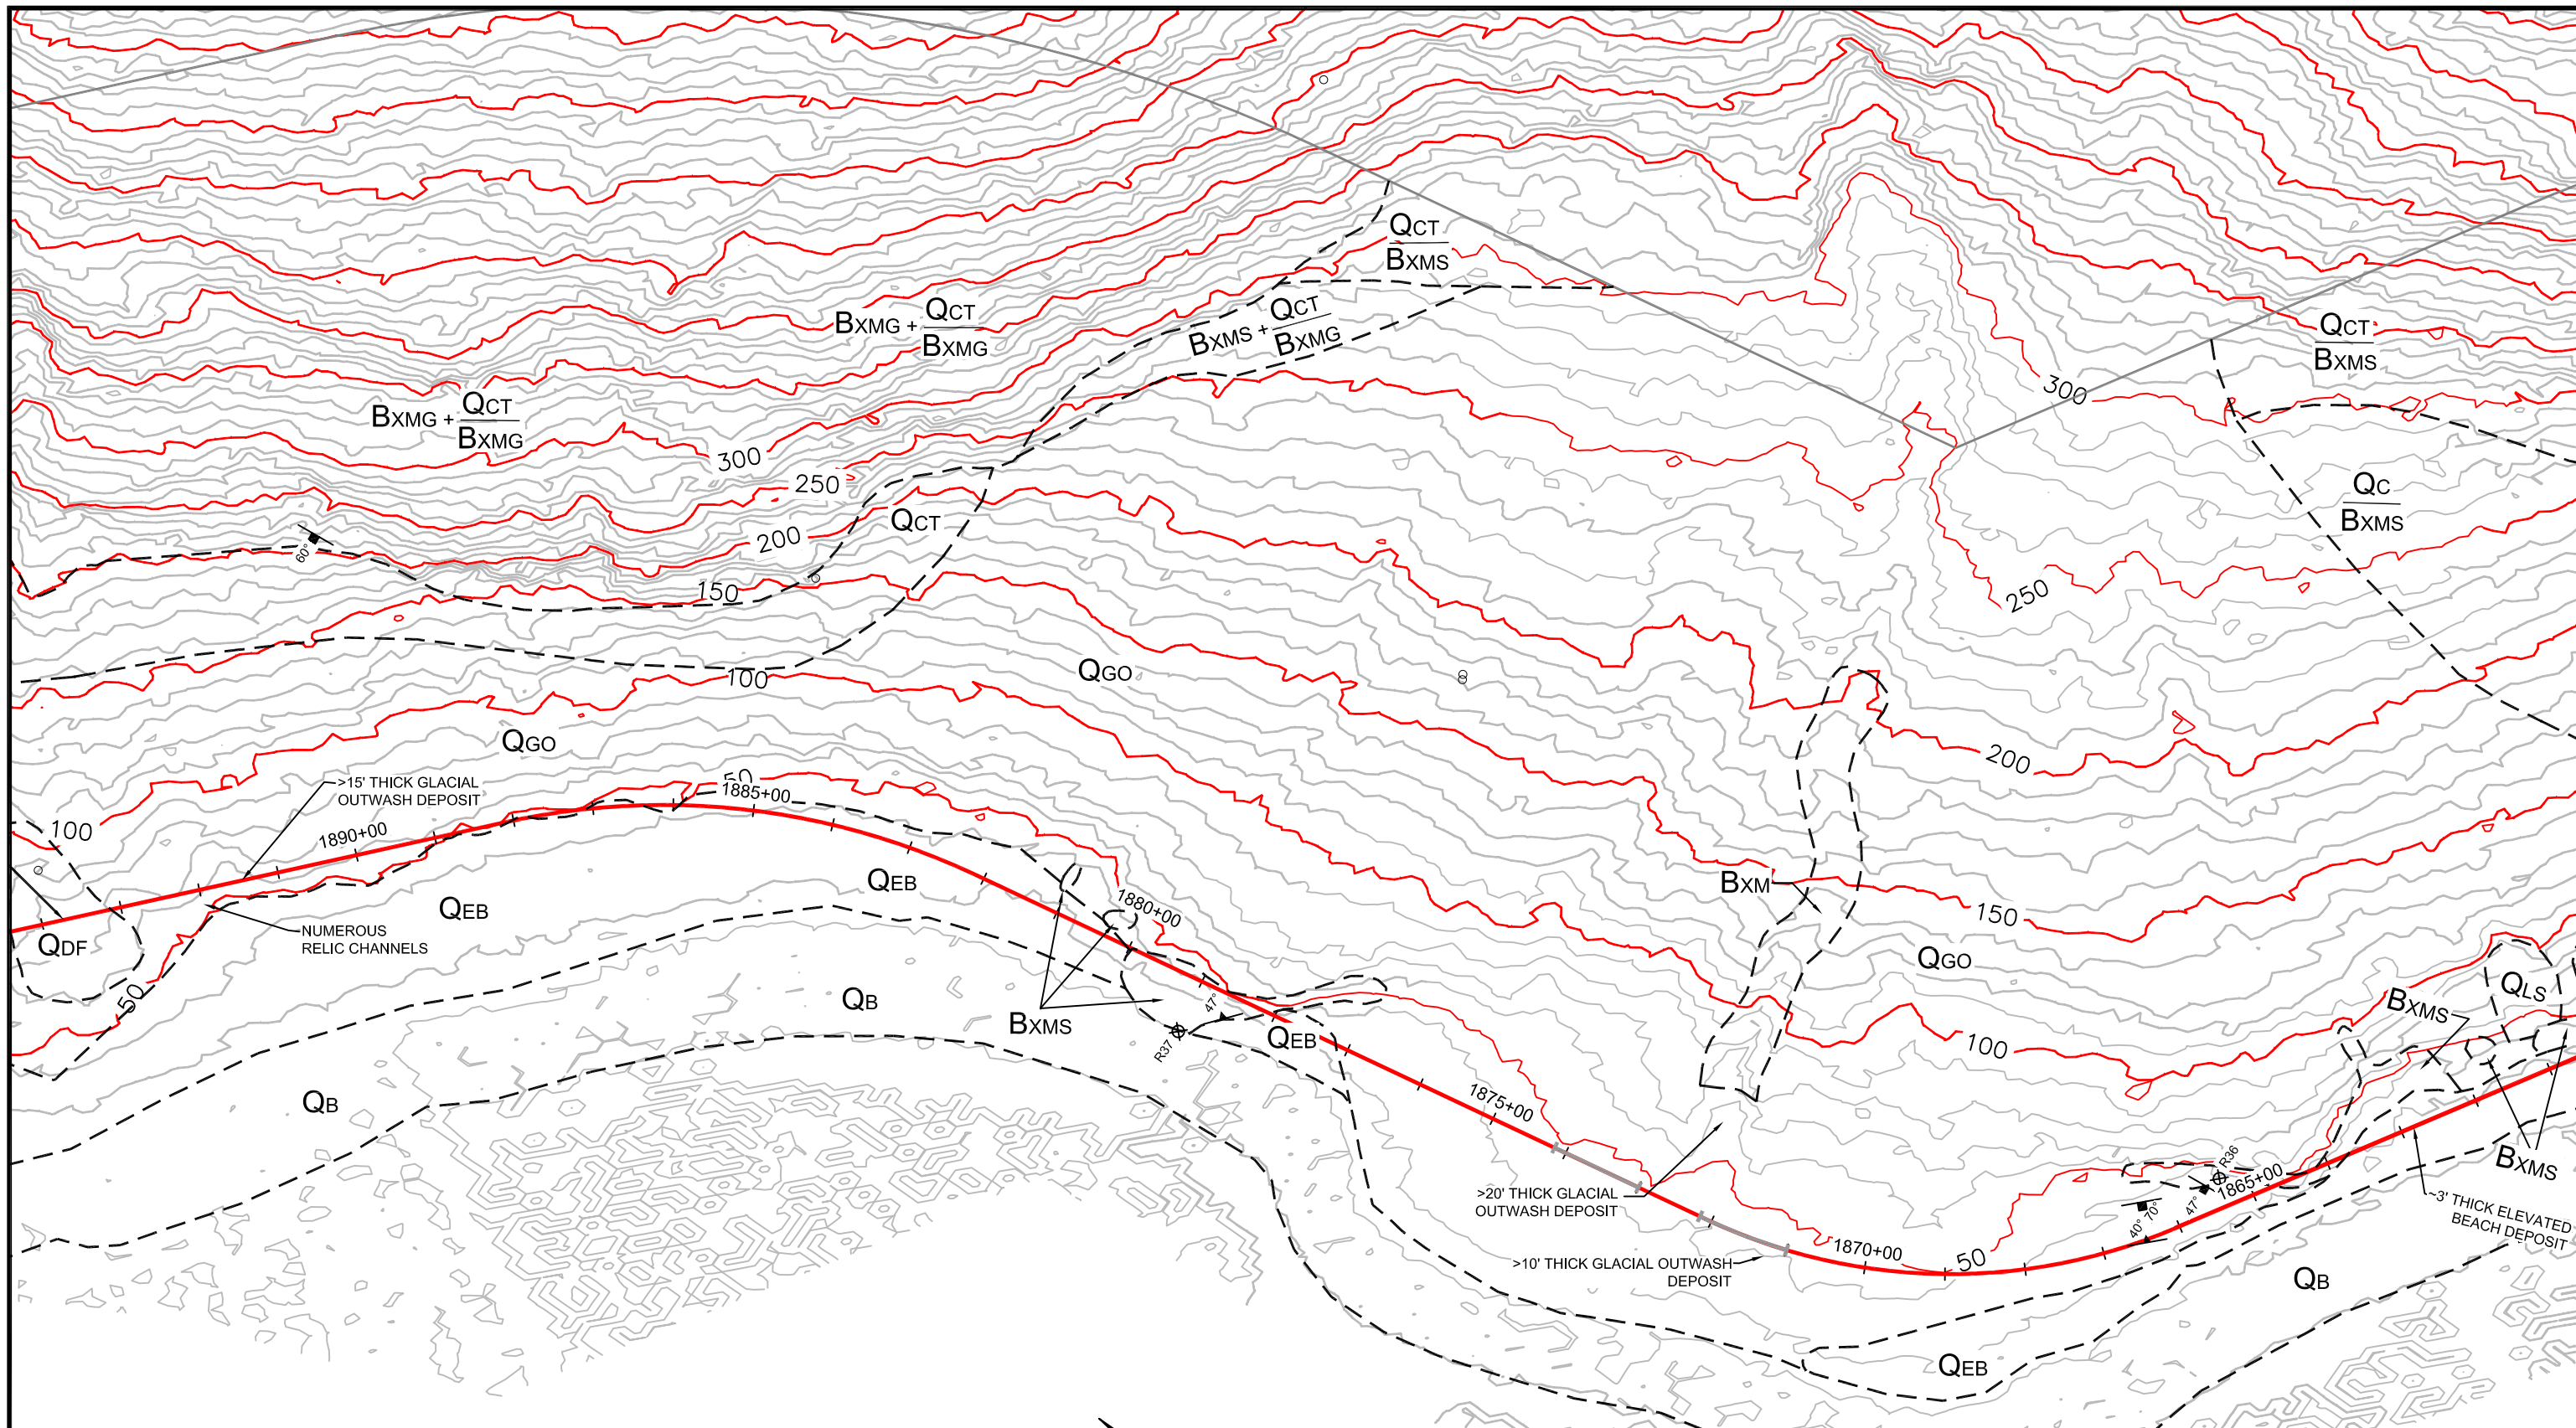 QCT
BXMS
QCT
BXMG + 
BXMG
BXMS + QCT
BXMG
QCT
BXMS
300
QCT
BXMG + 
BXMG
300
250
QC
BXMS
QCT
200
60°
150
250
QGO
100
QGO
200
>15' THICK GLACIAL
OUTWASH DEPOSIT
50
1885+00
100
1890+00
QEB
BXM
QEB
1880+00
150
NUMEROUS
RELIC CHANNELS
QDF
QGO
50
QLS
47°
QB
BXMS
BXMS
R37
QEB
100
QB
1875+00
R36
BXMS
1865+00
47°
>20' THICK GLACIAL
OUTWASH DEPOSIT
70°
40°
~3' THICK ELEVATED
BEACH DEPOSIT
1870+00
50
>10' THICK GLACIAL OUTWASH
DEPOSIT
QB
QEB